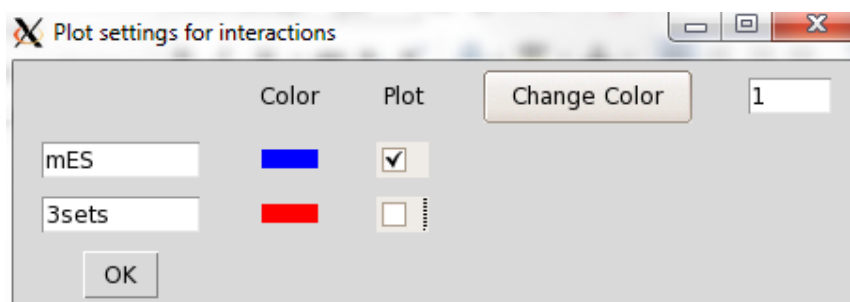 Plot settings for interactions
Color Plot Change Color 1
mES
3sets
OK